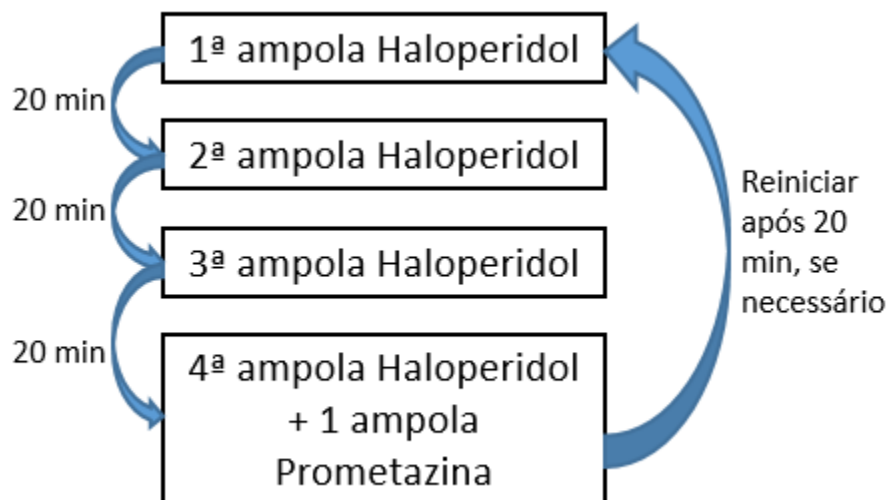 1ª ampola Haloperidol
20 min
2ª ampola Haloperidol
20 min
3ª ampola Haloperidol
20 min
4ª ampola Haloperidol
+ 1 ampola
Prometazina
Reiniciar
após 20
min, se
necessário